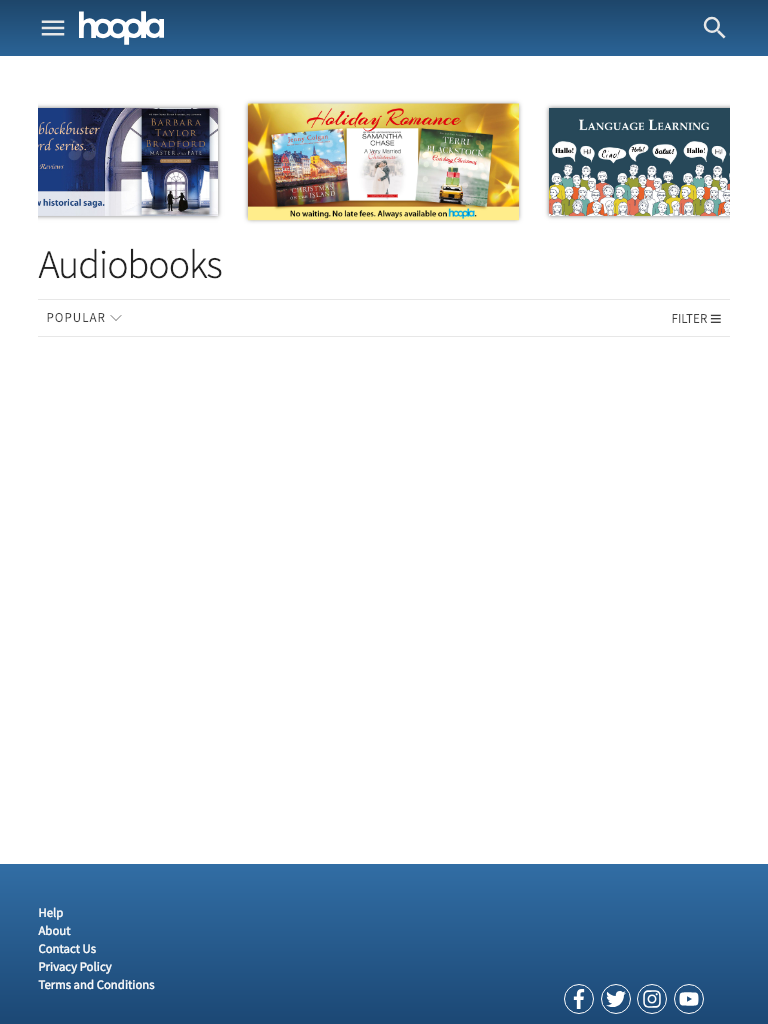 hoopla
blockbuster
rd series.
Reviews
w historical saga.
BARBARA
TAYLOR
BRADFORD
MASTER of his FATE
Holiday Romance
Jenny Colgan
CHRISTMAS
on the ISLAND
SAMANTHA
CHASE
A Very Married
Christmas
TERRI
BLACKSTOCK
Catching Christmas
No waiting. No late fees. Always available on hoopla.
LANGUAGE LEARNING
Hallo!
Hi!
Ciao!
Hola!
Salut!
Hallo!
Hi!
Audiobooks
POPULAR
FILTER
Help
About
Contact Us
Privacy Policy
Terms and Conditions